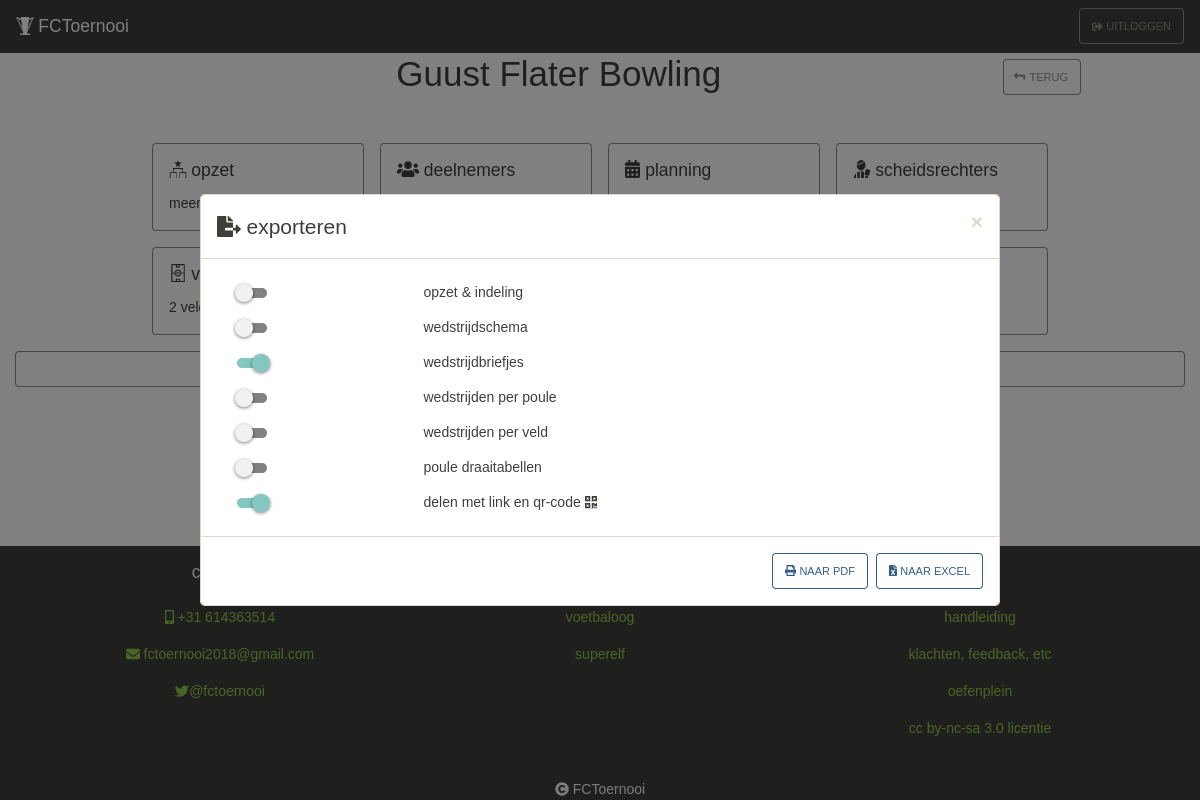 FCToernooi
UITLOGGEN
Guust Flater Bowling
TERUG
opzet
deelnemers
planning
scheidsrechters
meer
v
2 veld
exporteren
×
opzet & indeling
wedstrijdschema
wedstrijdbriefjes
wedstrijden per poule
wedstrijden per veld
poule draaitabellen
delen met link en qr-code
NAAR PDF
NAAR EXCEL
c
+31 614363514
voetbaloog
handleiding
fctoernooi2018@gmail.com
superelf
klachten, feedback, etc
@fctoernooi
oefenplein
cc by-nc-sa 3.0 licentie
FCToernooi